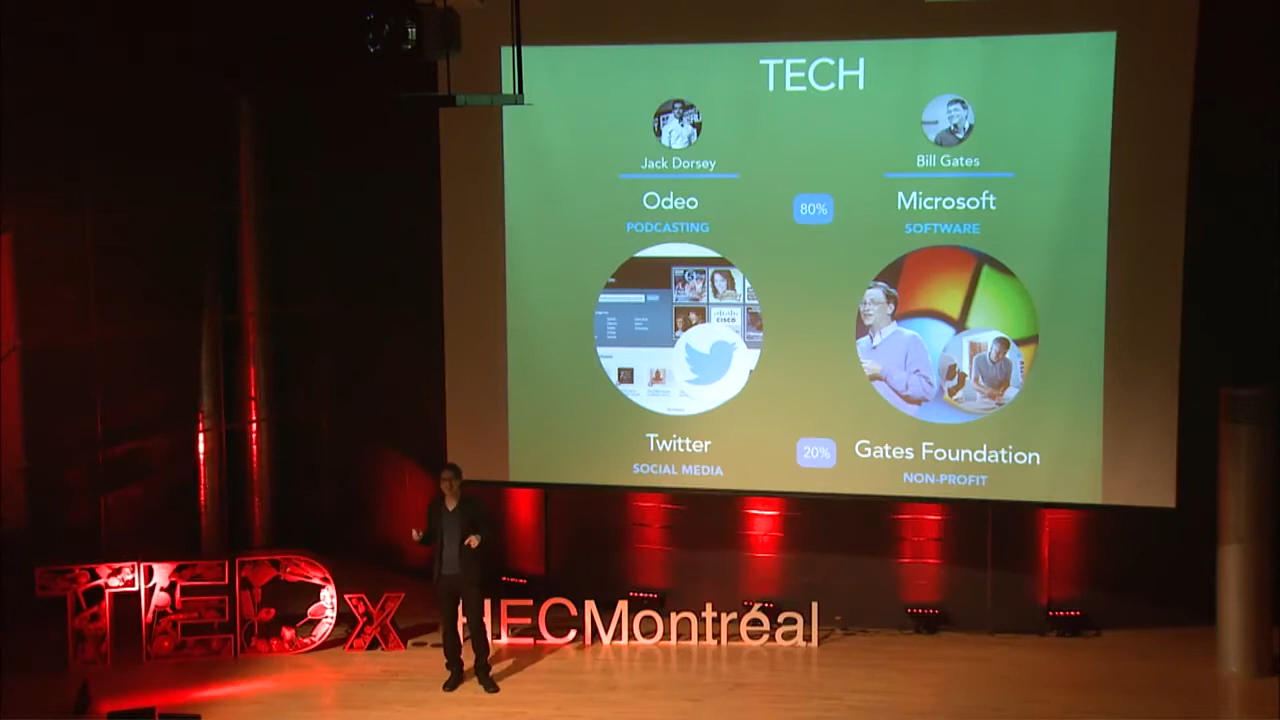 TECH
Jack Dorsey
Bill Gates
Odeo
80%
Microsoft
PODCASTING
SOFTWARE
CISCO
Twitter
20%
Gates Foundation
SOCIAL MEDIA
NON-PROFIT
TEDx HECMontréal